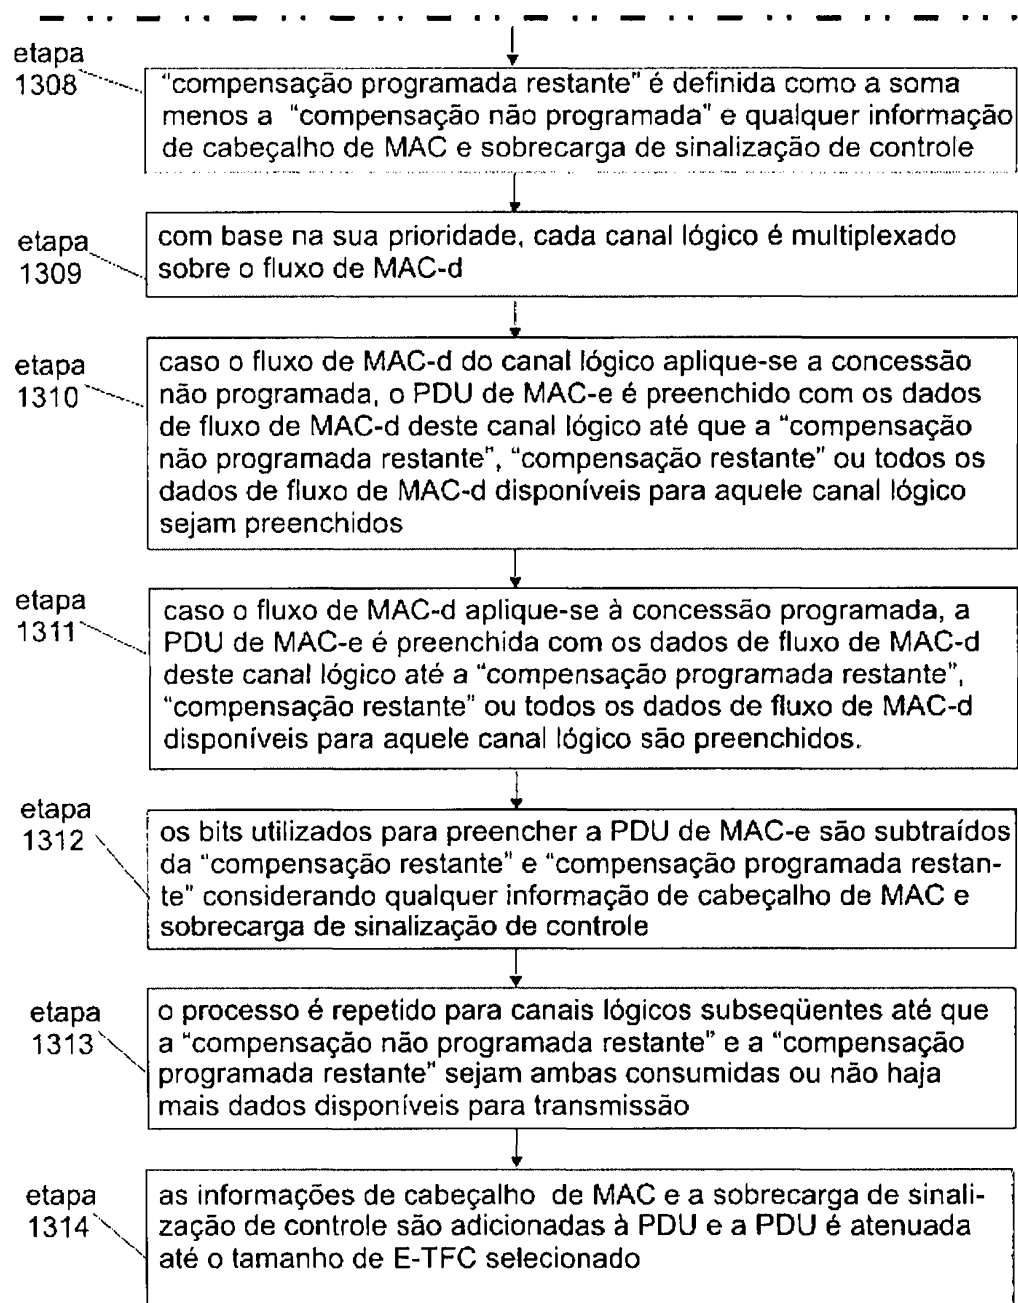 etapa
1308
"compensação programada restante" é definida como a soma
menos a "compensação não programada" e qualquer informação
de cabeçalho de MAC e sobrecarga de sinalização de controle
etapa
1309
com base na sua prioridade, cada canal lógico é multiplexado
sobre o fluxo de MAC-d
etapa
1310
caso o fluxo de MAC-d do canal lógico aplique-se a concessão
não programada, o PDU de MAC-e é preenchido com os dados
de fluxo de MAC-d deste canal lógico até que a "compensação
não programada restante", "compensação restante" ou todos os
dados de fluxo de MAC-d disponíveis para aquele canal lógico
sejam preenchidos
etapa
1311
caso o fluxo de MAC-d aplique-se à concessão programada, a
PDU de MAC-e é preenchida com os dados de fluxo de MAC-d
deste canal lógico até a "compensação programada restante",
"compensação restante" ou todos os dados de fluxo de MAC-d
disponíveis para aquele canal lógico são preenchidos.
etapa
1312
os bits utilizados para preencher a PDU de MAC-e são subtraídos
da "compensação restante" e "compensação programada restan-
te" considerando qualquer informação de cabeçalho de MAC e
sobrecarga de sinalização de controle
etapa
1313
o processo é repetido para canais lógicos subseqüentes até que
a "compensação não programada restante" e a "compensação
programada restante" sejam ambas consumidas ou não haja
mais dados disponíveis para transmissão
etapa
1314
as informações de cabeçalho de MAC e a sobrecarga de sinali-
zação de controle são adicionadas à PDU e a PDU é atenuada
até o tamanho de E-TFC selecionado